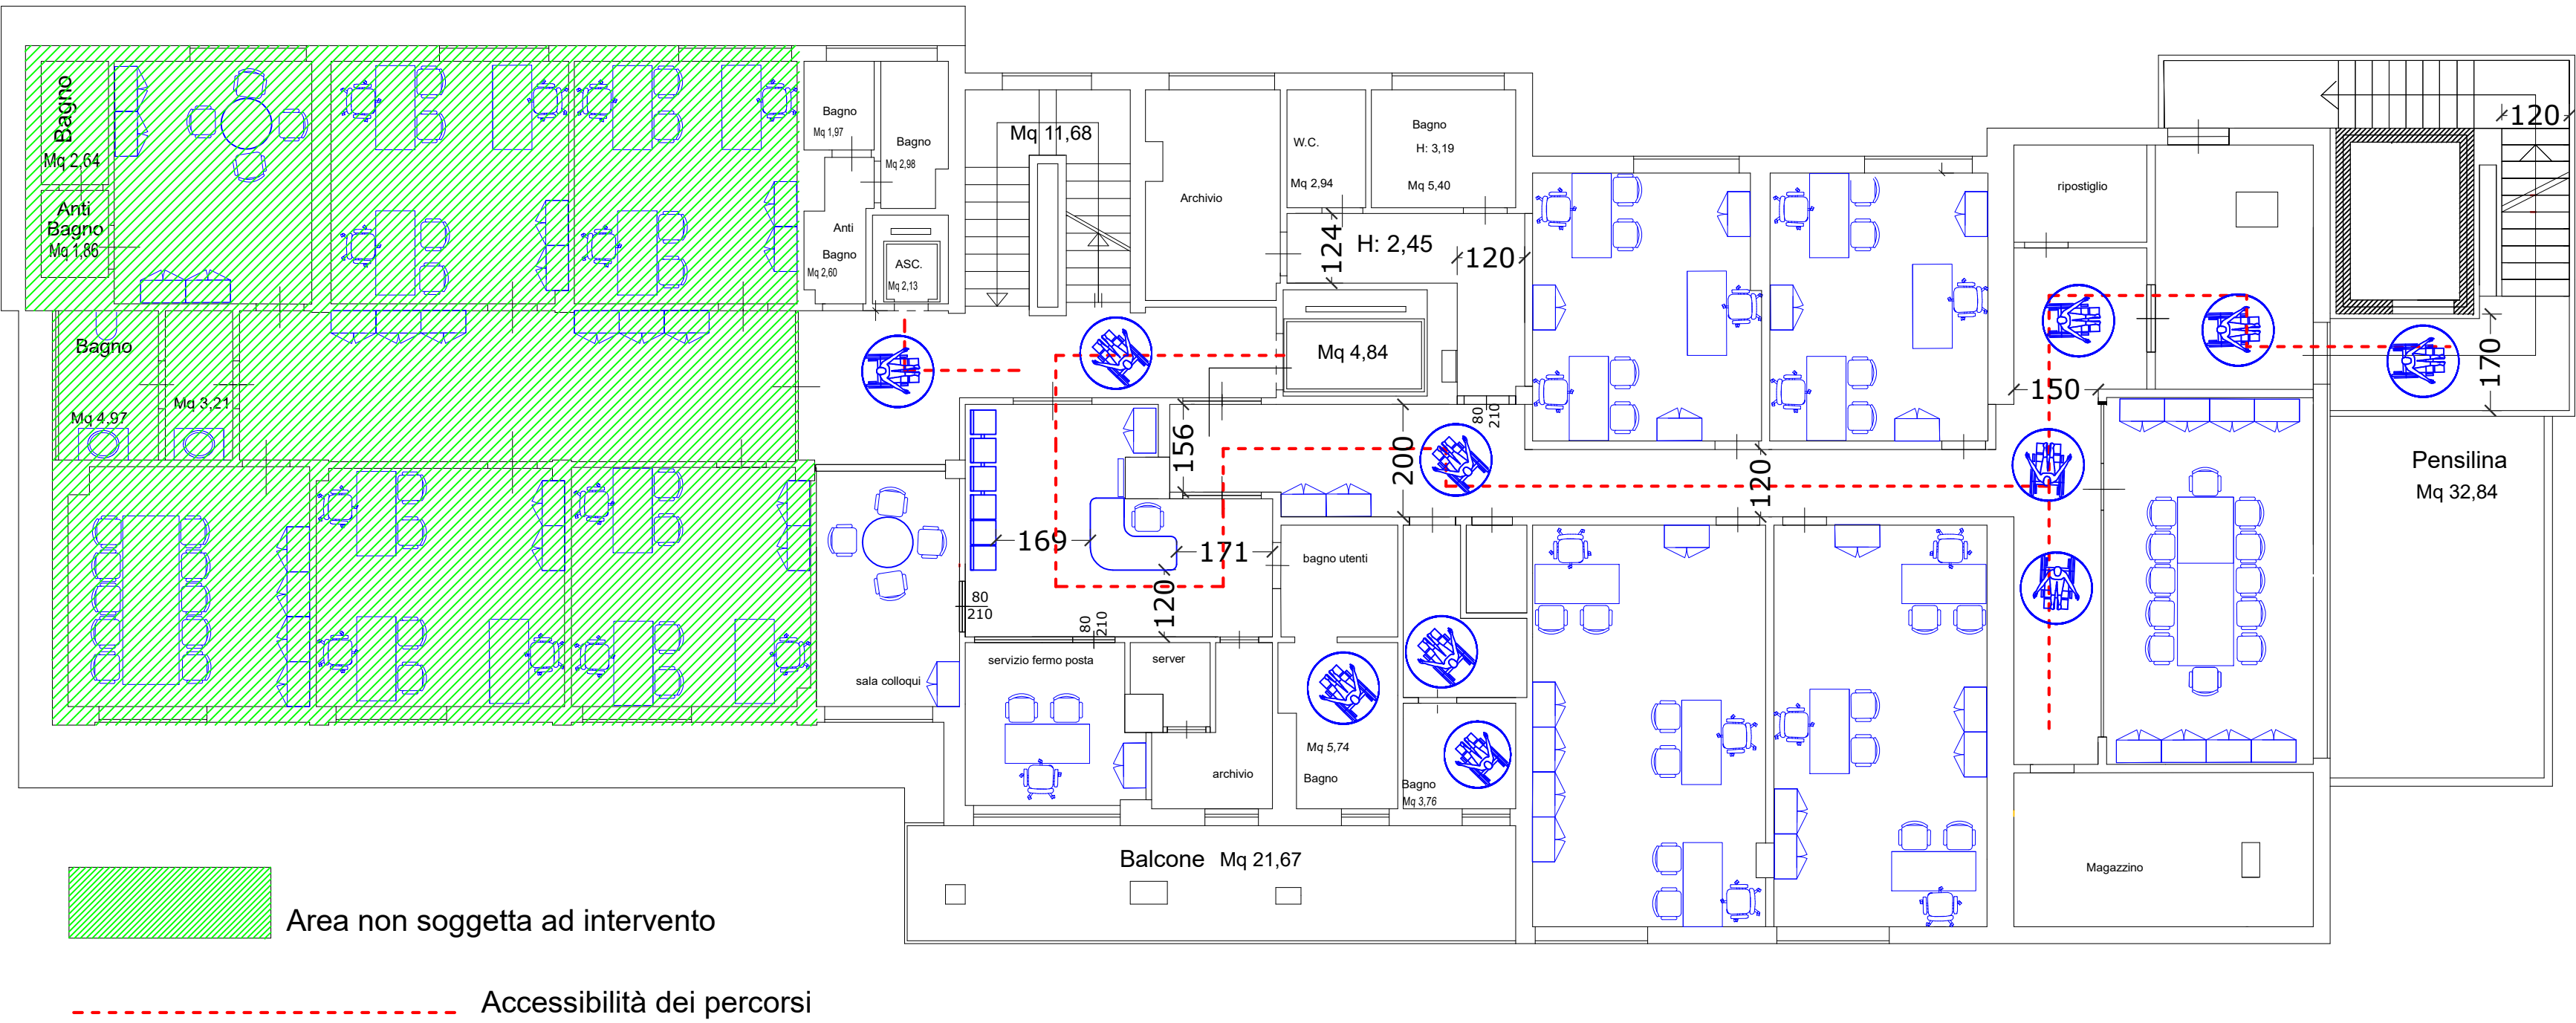 Bagno
Mq 2,64
Anti
Bagno
Mq 1,86
Bagno
Mq 4,97
Mq 3,21
Bagno
Mq 1,97
Bagno
Mq 2,98
Anti
Bagno
Mq 2,60
ASC.
Mq 2,13
Mq 11,68
Archivio
W.C.
Mq 2,94
Bagno
H: 3,19
Mq 5,40
124
H: 2,45
120
Mq 4,84
80
210
156
200
169
171
120
80
210
80
210
sala colloqui
servizio fermo posta
server
archivio
bagno utenti
Mq 5,74
Bagno
Bagno
Mq 3,76
120
ripostiglio
150
120
170
Pensilina
Mq 32,84
Magazzino
Balcone Mq 21,67
Area non soggetta ad intervento
Accessibilità dei percorsi